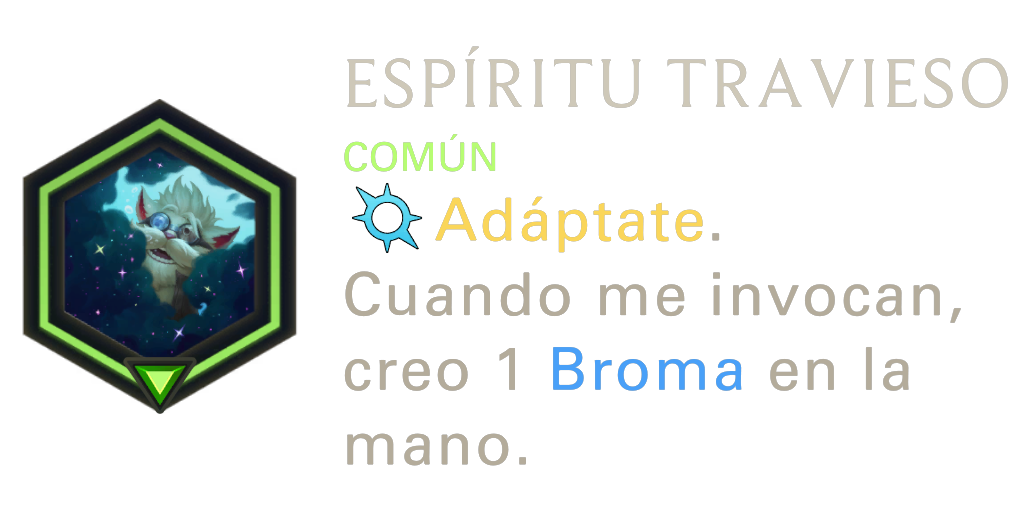 ESPÍRITU TRAVIESO
COMÚN
Adáptate.
Cuando me invocan,
creo 1 Broma en la
mano.